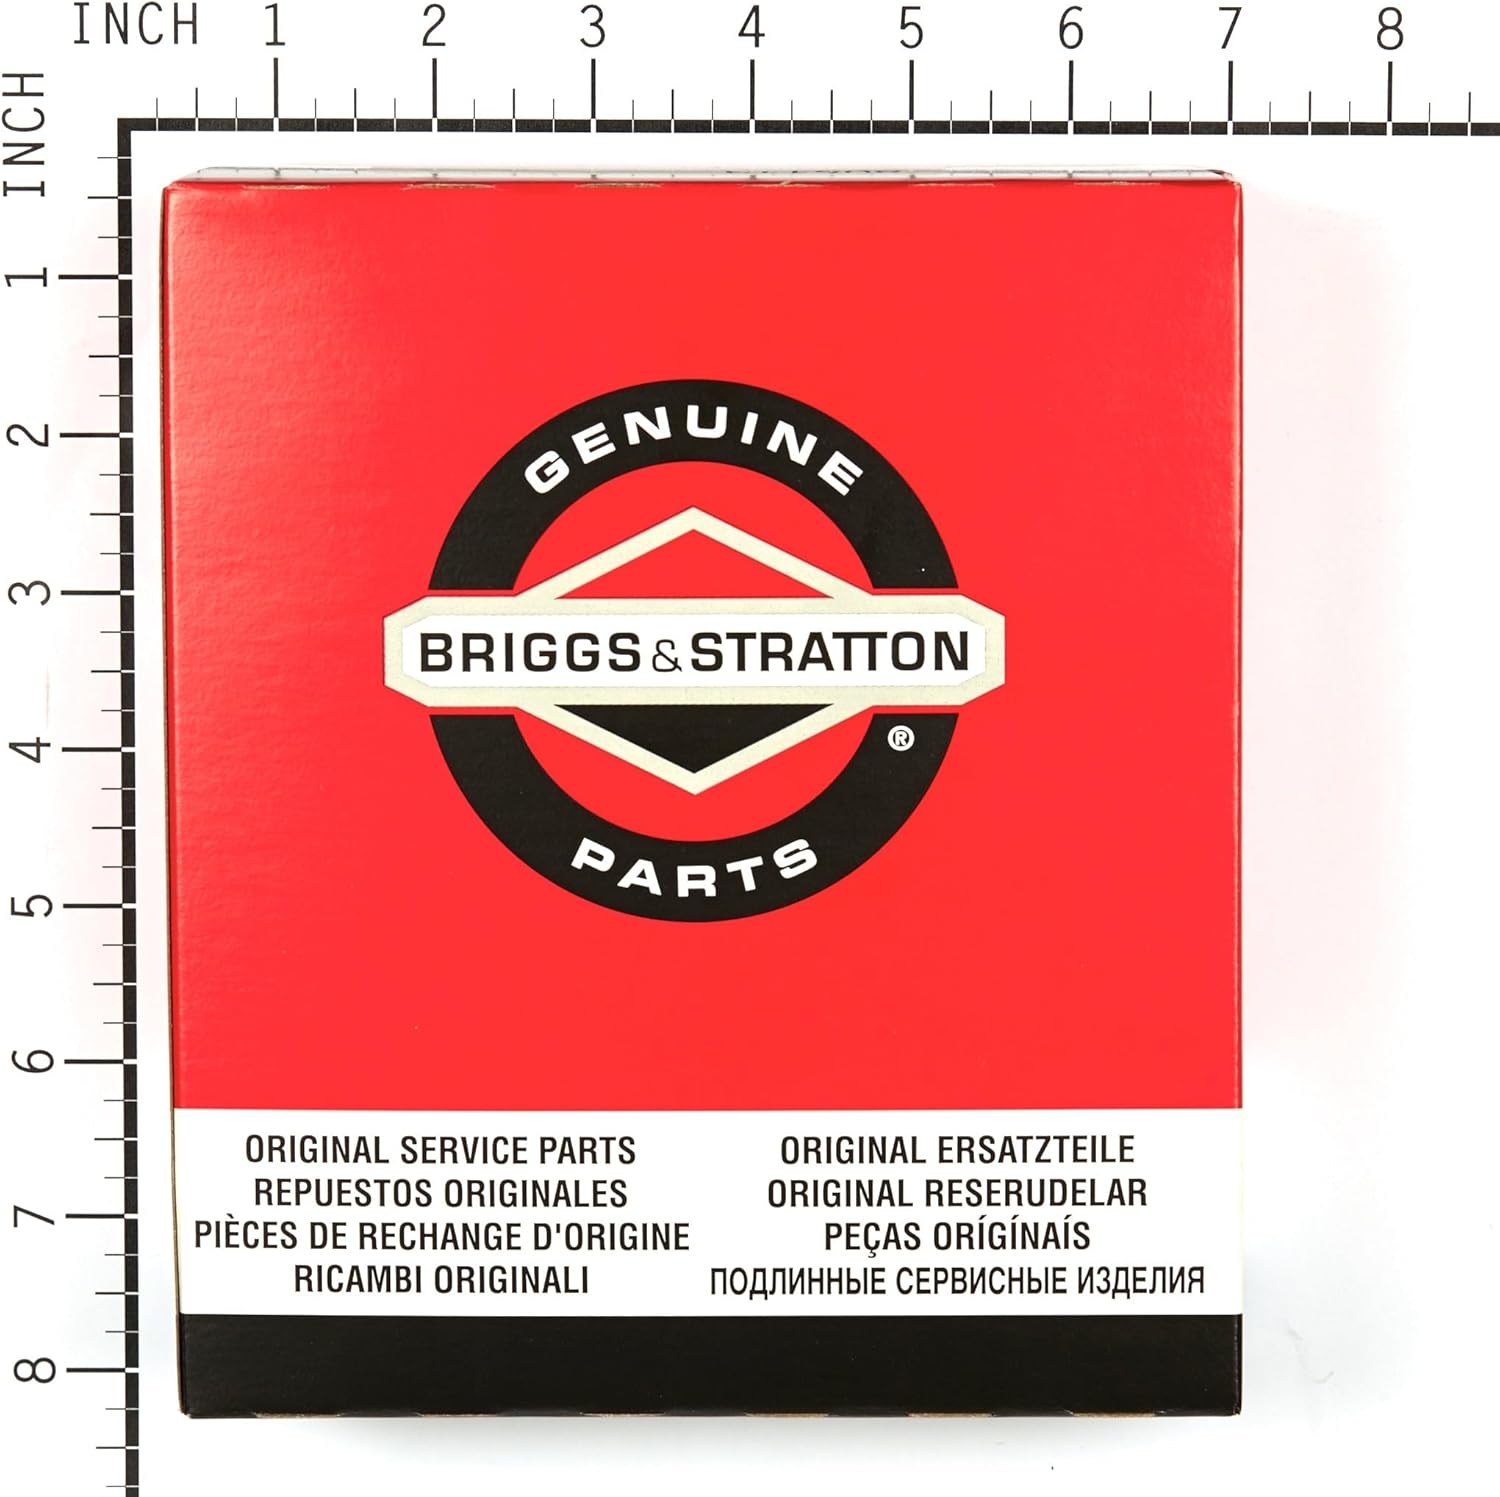 INCH 1 2 3 4 5 6 7 8
INCH
1
2
3
4
5
6
7
8
GENUINE
BRIGGS & STRATTON
®
PARTS
ORIGINAL SERVICE PARTS
REPUESTOS ORIGINALES
PIÈCES DE RECHANGE D'ORIGINE
RICAMBI ORIGINALI
ORIGINAL ERSATZTEILE
ORIGINAL RESERUDELAR
PEÇAS ORÍGÍNAÍS
ПОДЛИННЫЕ СЕРВИСНЫЕ ИЗДЕЛИЯ